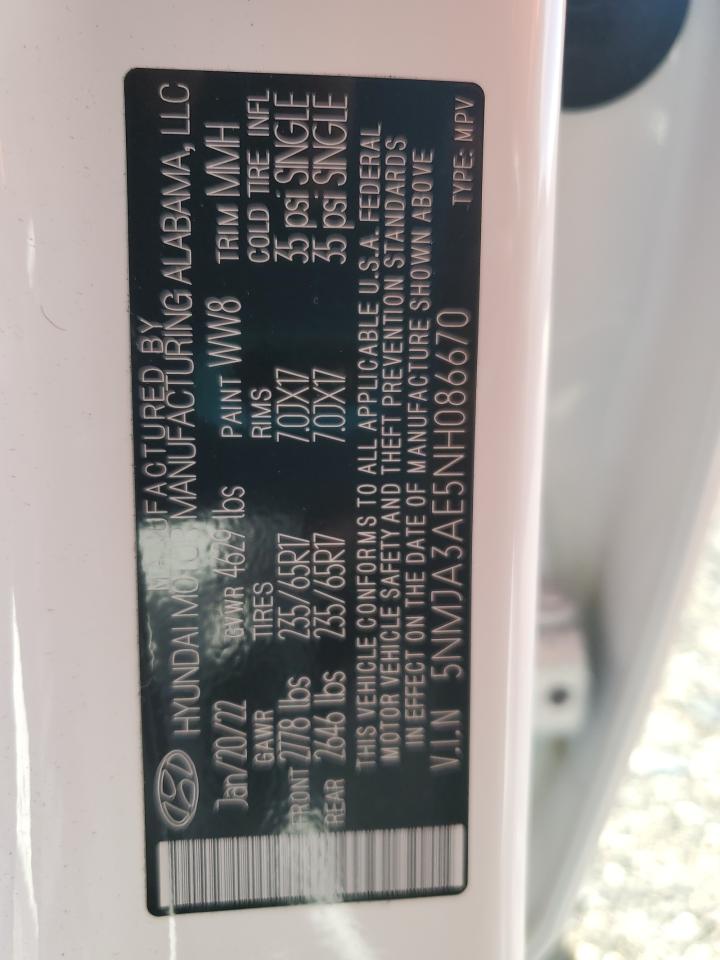 MANUFACTURED BY
HYUNDAI MOTOR MANUFACTURING ALABAMA, LLC
Jan/20/22 GVWR 4629 lbs PAINT WW8 TRIM MMH
GAWR TIRES RIMS COLD TIRE INFL
FRONT 2778 lbs 235/65R17 7.0JX17 35 psi SINGLE
REAR 2646 lbs 235/65R17 7.0JX17 35 psi SINGLE
THIS VEHICLE CONFORMS TO ALL APPLICABLE U.S.A. FEDERAL
MOTOR VEHICLE SAFETY AND THEFT PREVENTION STANDARDS
IN EFFECT ON THE DATE OF MANUFACTURE SHOWN ABOVE
V.I.N 5NMJA3AE5NH086670 TYPE: MPV